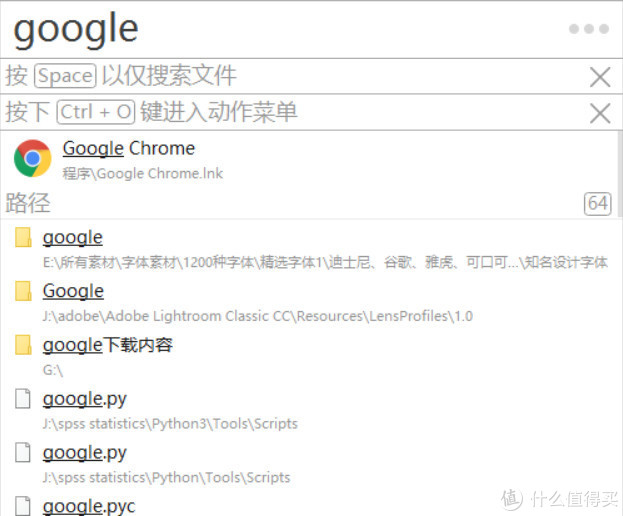 google
按 Space 以仅搜索文件
按下 Ctrl + O 键进入动作菜单
Google Chrome
程序\Google Chrome.lnk
路径 64
google
E:\所有素材\字体素材\1200种字体\精选字体1\迪士尼、谷歌、雅虎、可口可...\知名设计字体
Google
J:\adobe\Adobe Lightroom Classic CC\Resources\LensProfiles\1.0
google下载内容
G:\
google.py
J:\spss statistics\Python3\Tools\Scripts
google.py
J:\spss statistics\Python\Tools\Scripts
google.pyc
值 什么值得买